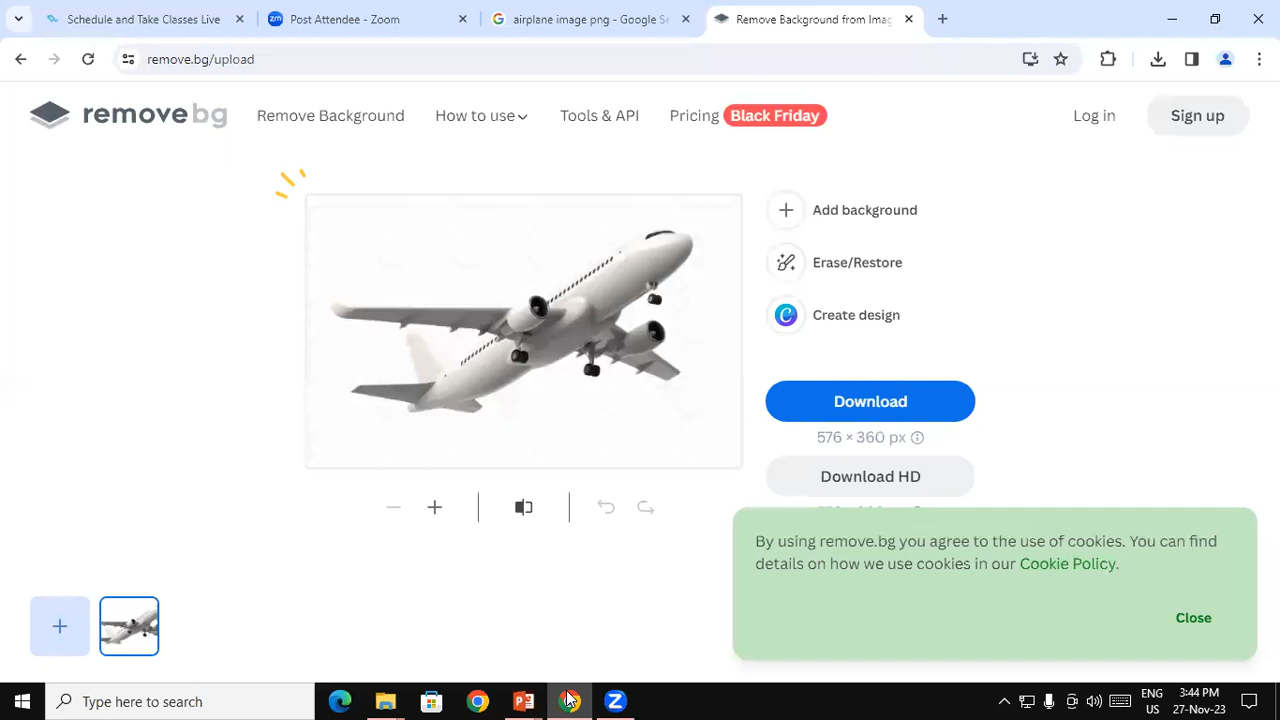 Schedule and Take Classes Live
Post Attendee - Zoom
airplane image png - Google Se
Remove Background from Imag
remove.bg/upload
removebg
Remove Background
How to use
Tools & API
Pricing
Black Friday
Log in
Sign up
Add background
Erase/Restore
Create design
Download
576 × 360 px
Download HD
By using remove.bg you agree to the use of cookies. You can find
details on how we use cookies in our Cookie Policy.
Close
Type here to search
ENG
US
3:44 PM
27-Nov-23